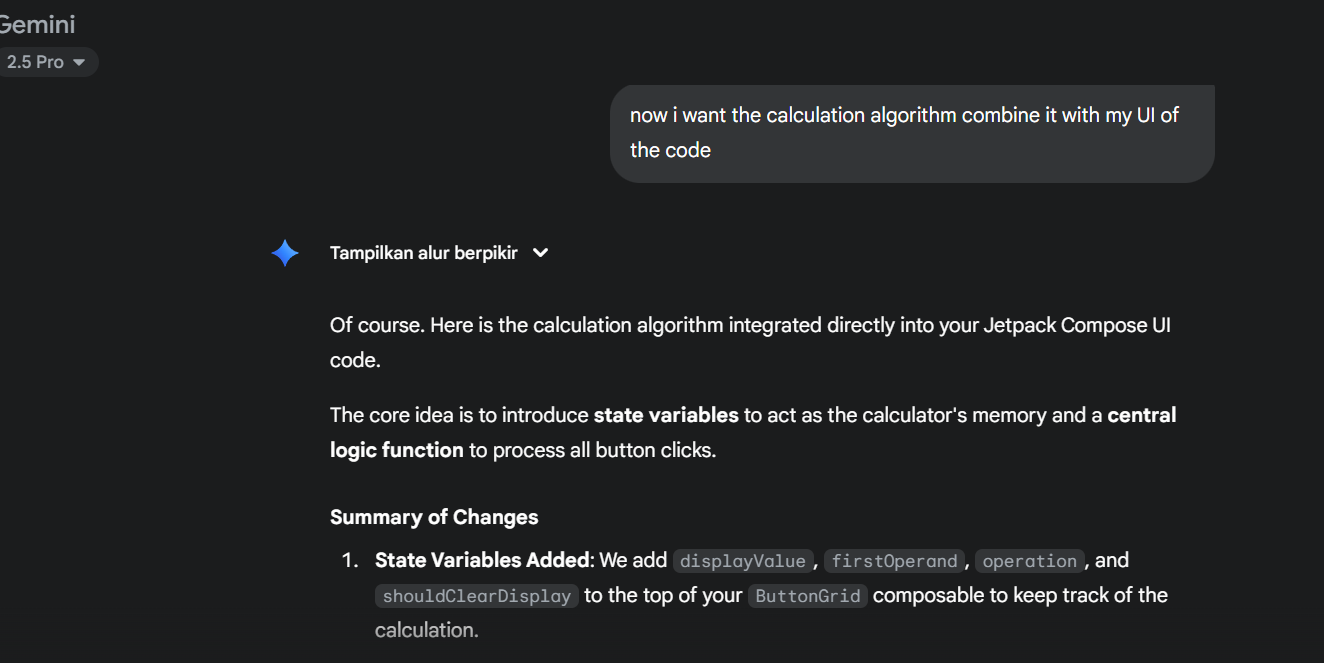 Gemini
2.5 Pro
now i want the calculation algorithm combine it with my UI of
the code
Tampilkan alur berpikir
Of course. Here is the calculation algorithm integrated directly into your Jetpack Compose UI
code.
The core idea is to introduce state variables to act as the calculator's memory and a central
logic function to process all button clicks.
Summary of Changes
1. State Variables Added: We add displayValue, firstOperand, operation, and
shouldClearDisplay to the top of your ButtonGrid composable to keep track of the
calculation.